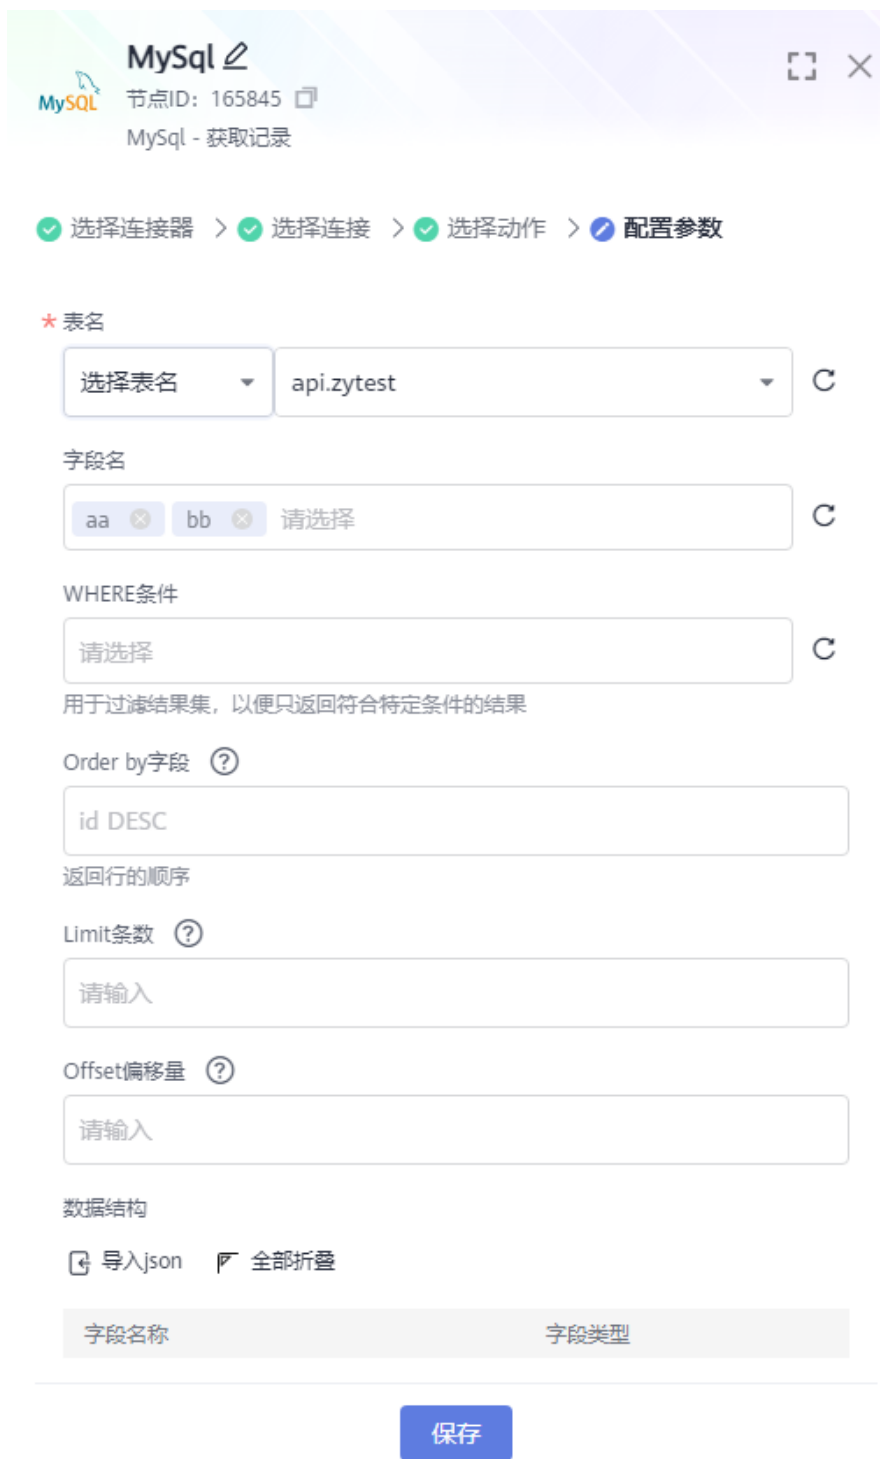 MySql
MySQL
节点ID：165845
MySql - 获取记录
选择连接器 > 选择连接 > 选择动作 > 配置参数
* 表名
选择表名 api.zytest
字段名
aa bb 请选择
WHERE条件
请选择
用于过滤结果集，以便只返回符合特定条件的结果
Order by字段 ?
id DESC
返回行的顺序
Limit条数 ?
请输入
Offset偏移量 ?
请输入
数据结构
导入json 全部折叠
字段名称 字段类型
保存